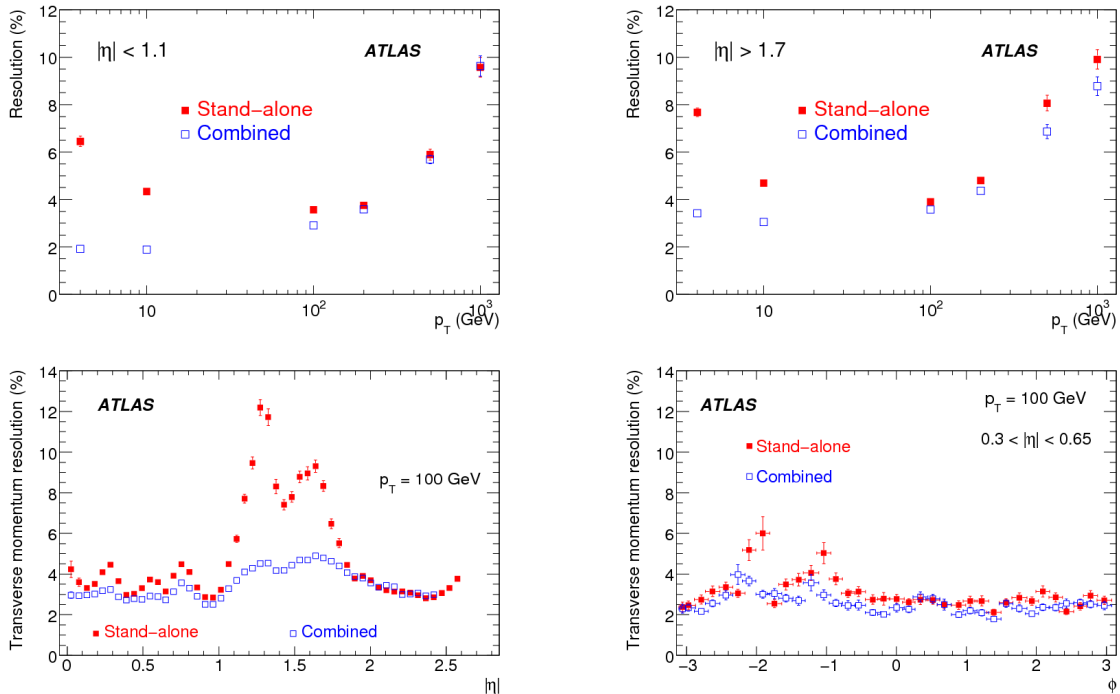 Resolution (%)
12
10
8
6
4
2
0
|η| < 1.1
ATLAS
Stand−alone
Combined
10
10²
10³
p_T (GeV)
Resolution (%)
12
10
8
6
4
2
0
|η| > 1.7
ATLAS
Stand−alone
Combined
10
10²
10³
p_T (GeV)
Transverse momentum resolution (%)
14
12
10
8
6
4
2
0
ATLAS
p_T = 100 GeV
Stand−alone
Combined
0
0.5
1
1.5
2
2.5
|η|
Transverse momentum resolution (%)
14
12
10
8
6
4
2
0
ATLAS
p_T = 100 GeV
0.3 < |η| < 0.65
Stand−alone
Combined
−3
−2
−1
0
1
2
3
ϕ